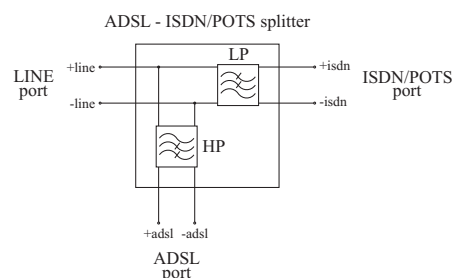 ADSL - ISDN/POTS splitter
LP
+line
+isdn
LINE
port
ISDN/POTS
port
-line
-isdn
HP
+adsl -adsl
ADSL
port